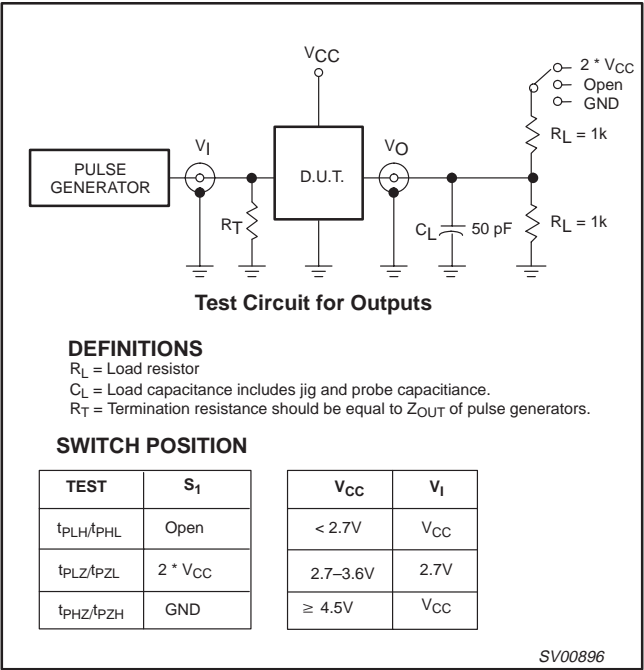 VCC
2 * VCC
Open
GND
RL = 1k
VI
VO
PULSE
GENERATOR
D.U.T.
RT
CL
50 pF
RL = 1k
Test Circuit for Outputs
DEFINITIONS
RL = Load resistor
CL = Load capacitance includes jig and probe capacitiance.
RT = Termination resistance should be equal to ZOUT of pulse generators.
SWITCH POSITION
TEST S1
tPLH/tPHL Open
tPLZ/tPZL 2 * VCC
tPHZ/tPZH GND
VCC VI
< 2.7V VCC
2.7–3.6V 2.7V
≥ 4.5V VCC
SV00896